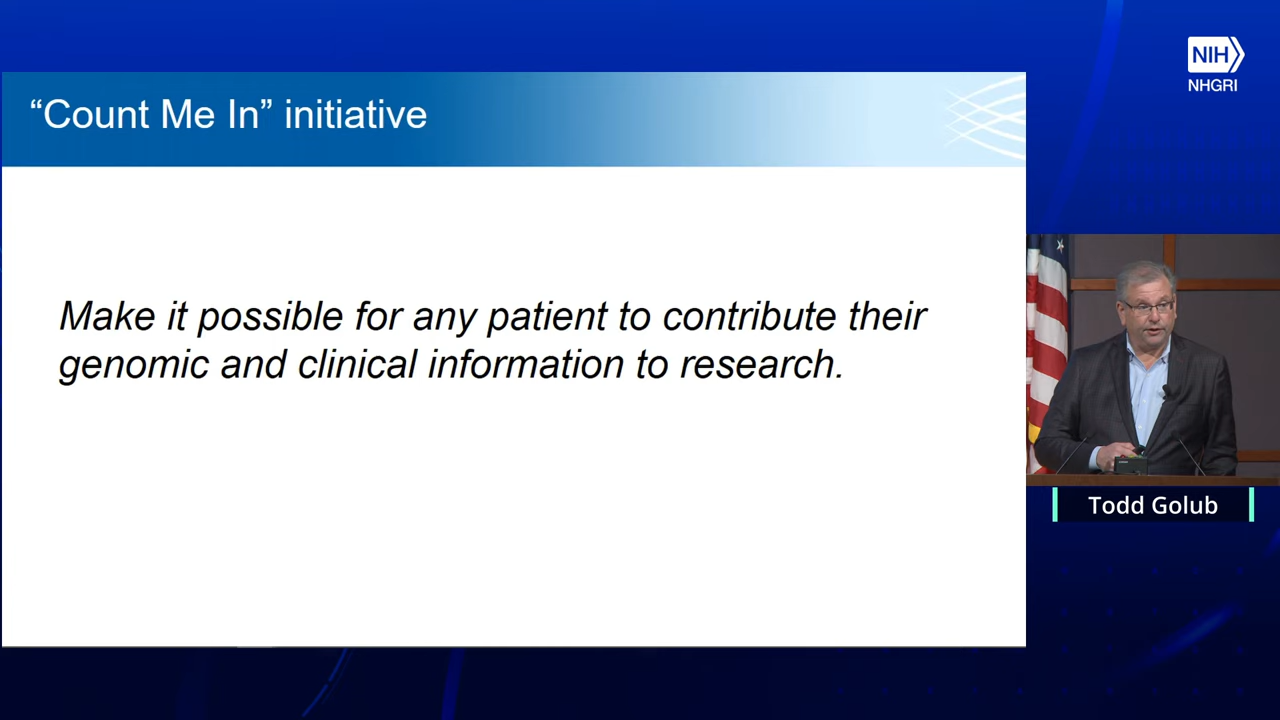 NIH
NHGRI
“Count Me In” initiative
Make it possible for any patient to contribute their
genomic and clinical information to research.
Todd Golub